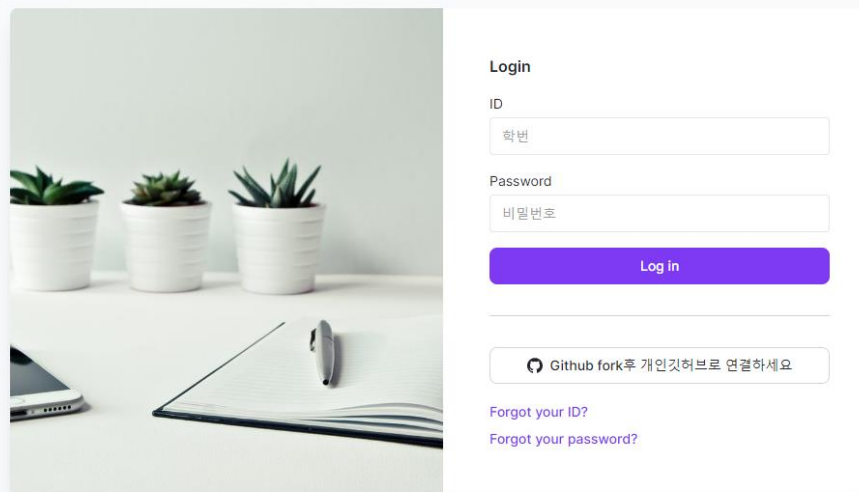 Login
ID
학번
Password
비밀번호
Log in
Github fork후 개인깃허브로 연결하세요
Forgot your ID?
Forgot your password?